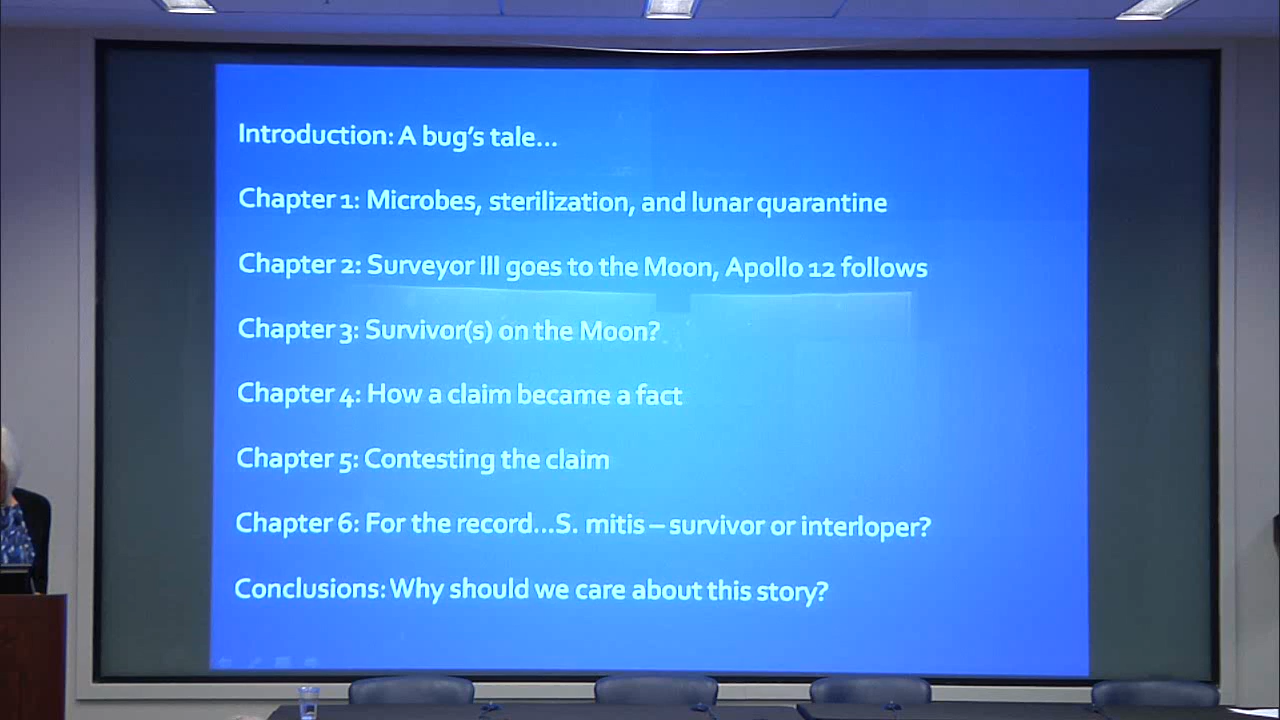 Introduction: A bug's tale...
Chapter 1: Microbes, sterilization, and lunar quarantine
Chapter 2: Surveyor III goes to the Moon, Apollo 12 follows
Chapter 3: Survivor(s) on the Moon?
Chapter 4: How a claim became a fact
Chapter 5: Contesting the claim
Chapter 6: For the record...S. mitis – survivor or interloper?
Conclusions: Why should we care about this story?